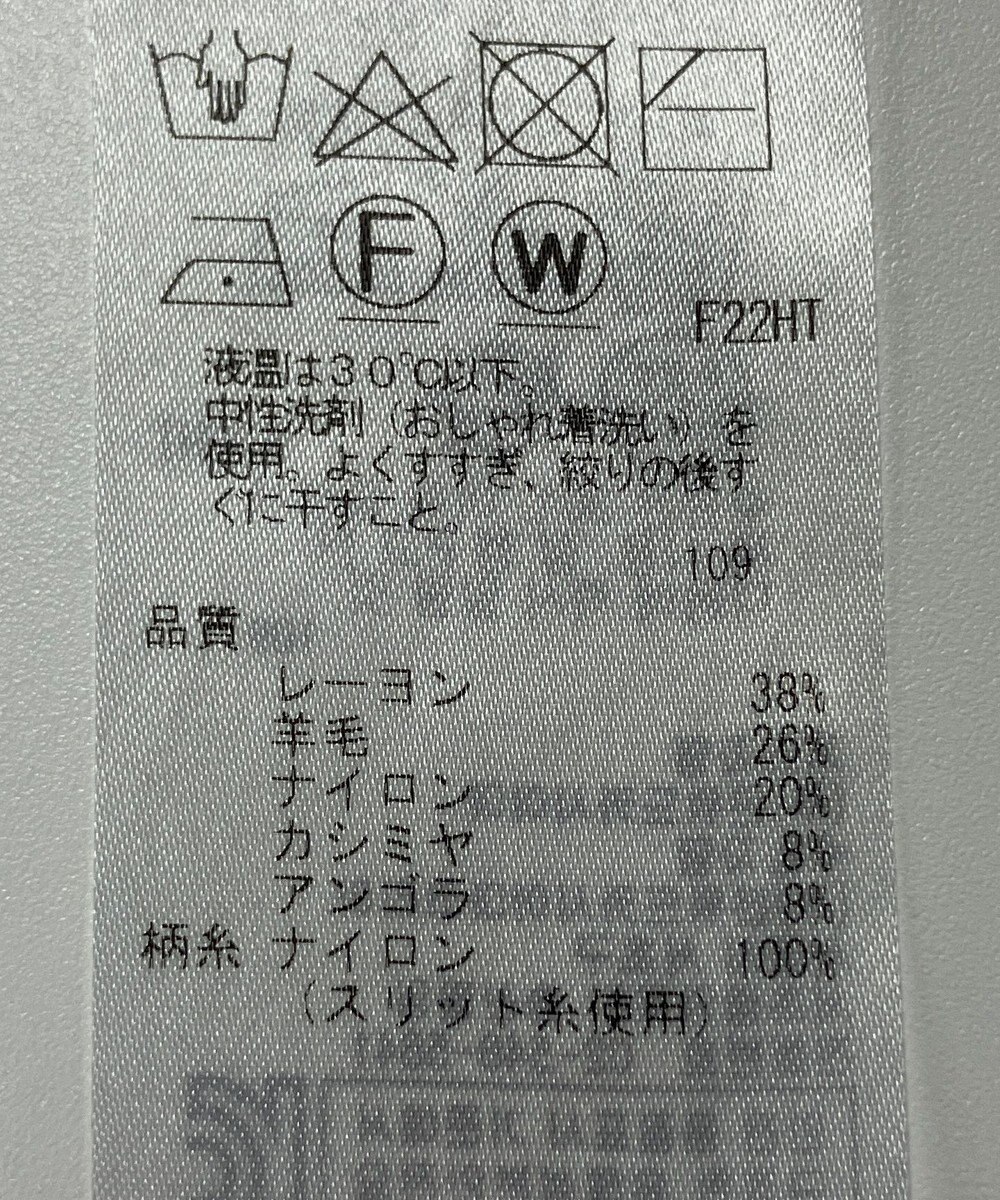 F
W
F22HT
液温は30℃以下。
中性洗剤(おしゃれ着洗い)を
使用。よくすすぎ、絞りの後す
ぐに干すこと。
109
品質
レーヨン 38%
羊毛 26%
ナイロン 20%
カシミヤ 8%
アンゴラ 8%
柄糸 ナイロン 100%
(スリット糸使用)